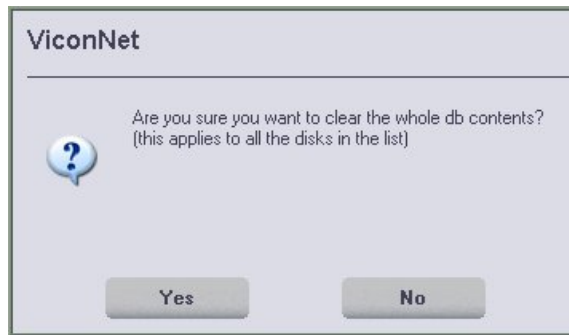 ViconNet
Are you sure you want to clear the whole db contents?
(this applies to all the disks in the list)
?
Yes
No